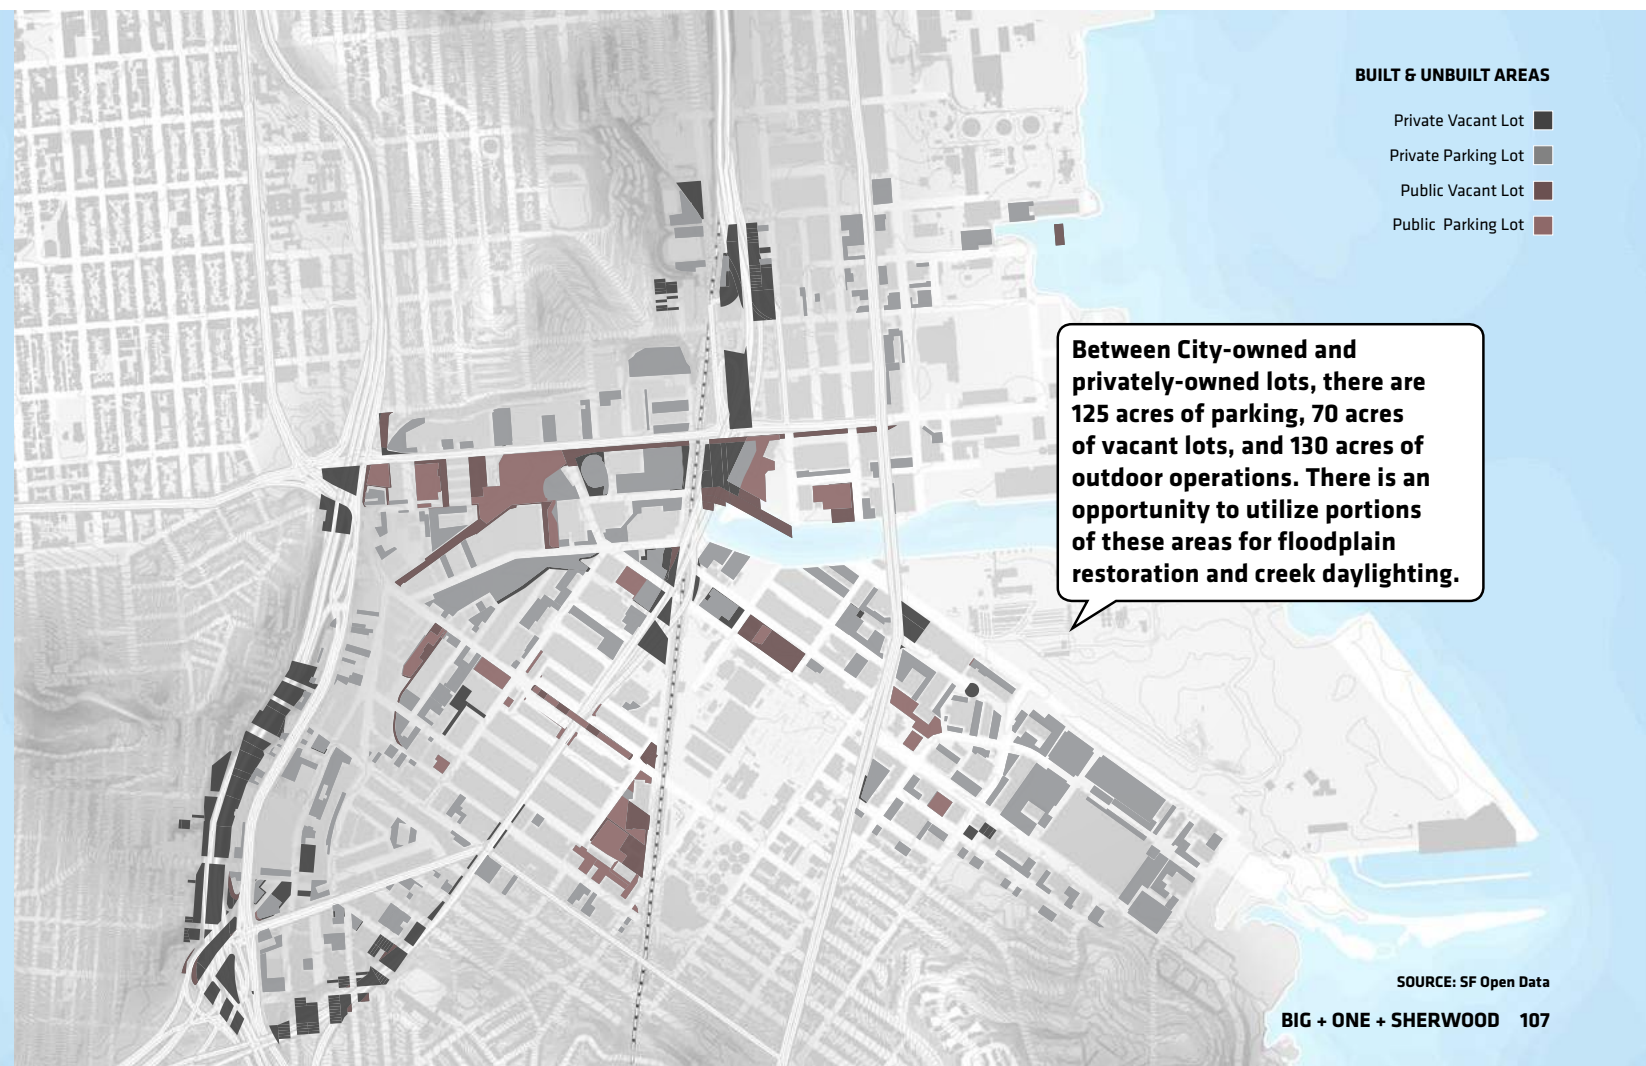 BUILT & UNBUILT AREAS
Private Vacant Lot
Private Parking Lot
Public Vacant Lot
Public Parking Lot
Between City-owned and
privately-owned lots, there are
125 acres of parking, 70 acres
of vacant lots, and 130 acres of
outdoor operations. There is an
opportunity to utilize portions
of these areas for floodplain
restoration and creek daylighting.
SOURCE: SF Open Data
BIG + ONE + SHERWOOD 107